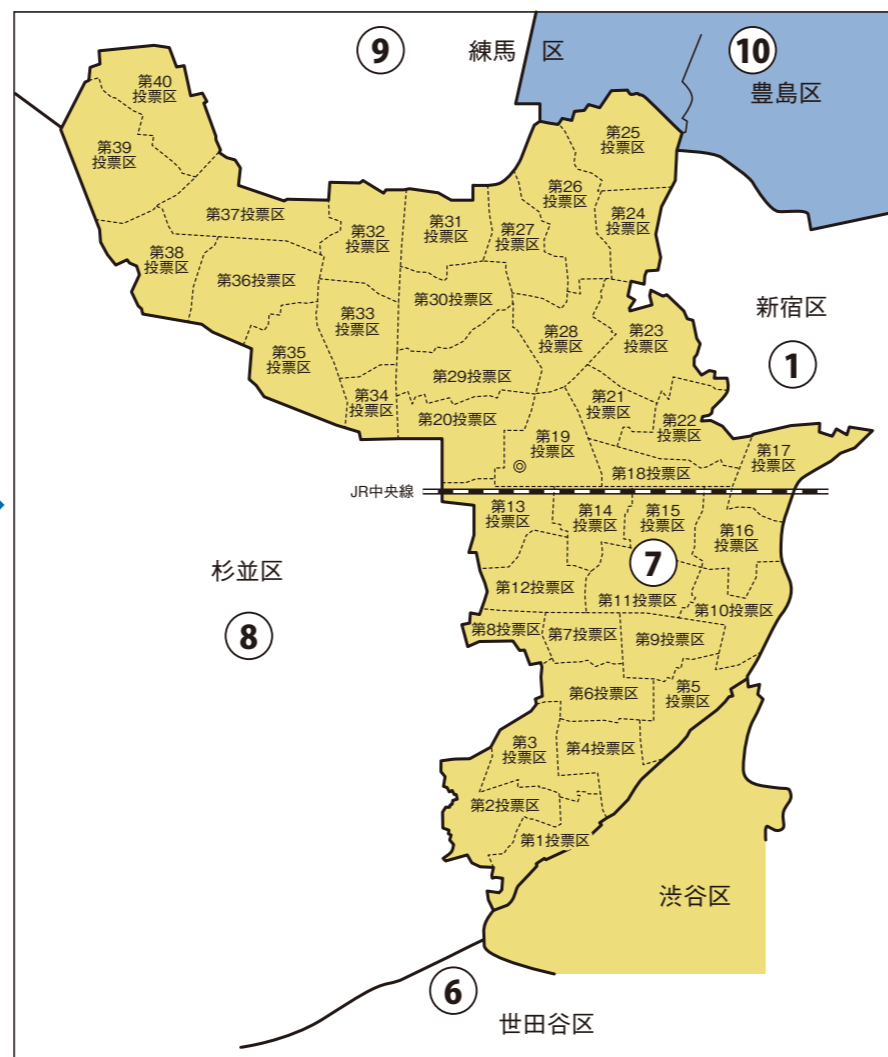 ⑨
練馬 区
⑩
豊島区
第40
投票区
第39
投票区
第25
投票区
第26
投票区
第24
投票区
第37投票区
第32
投票区
第31
投票区
第27
投票区
第38
投票区
第36投票区
第30投票区
第33
投票区
第28
投票区
第23
投票区
新宿区
①
第35
投票区
第34
投票区
第29投票区
第20投票区
第21
投票区
第22
投票区
第19
投票区
第17
投票区
第18投票区
JR中央線
第13
投票区
第14
投票区
第15
投票区
第16
投票区
⑦
杉並区
⑧
第12投票区
第11投票区
第10投票区
第8投票区
第7投票区
第9投票区
第6投票区
第5
投票区
第3
投票区
第4投票区
第2投票区
第1投票区
渋谷区
⑥
世田谷区